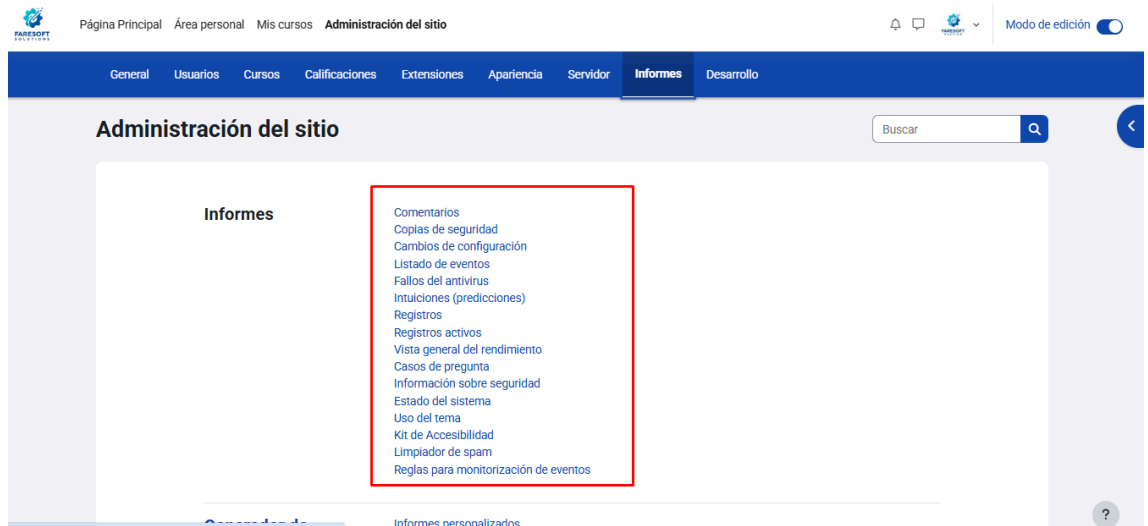 FARESOFT
SOLUTIONS
Página Principal Área personal Mis cursos Administración del sitio
Modo de edición
General Usuarios Cursos Calificaciones Extensiones Apariencia Servidor Informes Desarrollo
Administración del sitio
Buscar
Informes
Comentarios
Copias de seguridad
Cambios de configuración
Listado de eventos
Fallos del antivirus
Intuiciones (predicciones)
Registros
Registros activos
Vista general del rendimiento
Casos de pregunta
Información sobre seguridad
Estado del sistema
Uso del tema
Kit de Accesibilidad
Limpiador de spam
Reglas para monitorización de eventos
Informes personalizados
?